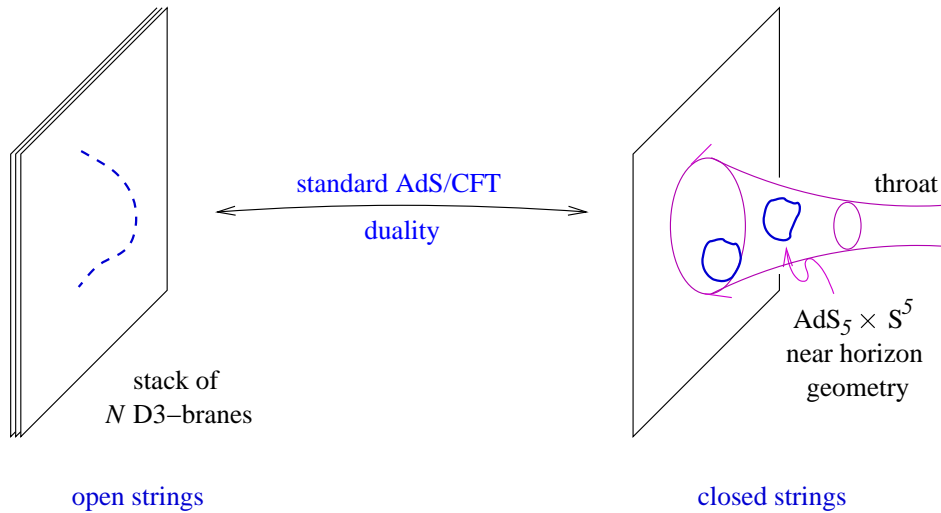 standard AdS/CFT
duality
throat
AdS₅ × S⁵
near horizon
geometry
stack of
N D3−branes
open strings
closed strings